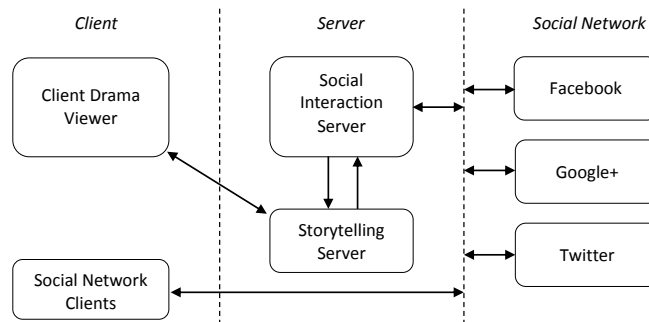 Client
Server
Social Network
Client Drama
Viewer
Social
Interaction
Server
Facebook
Google+
Storytelling
Server
Twitter
Social Network
Clients